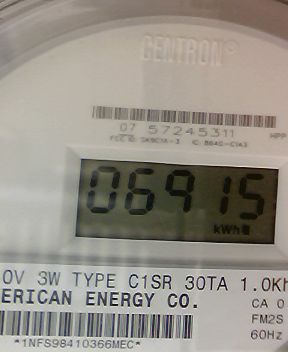 CENTRON®
07 57245311
06915
kWh
0V 3W TYPE C1SR 30TA 1.0Kh
ERICAN ENERGY CO.
CA 0
FM2S
60Hz
*1NFS98410366MEC*